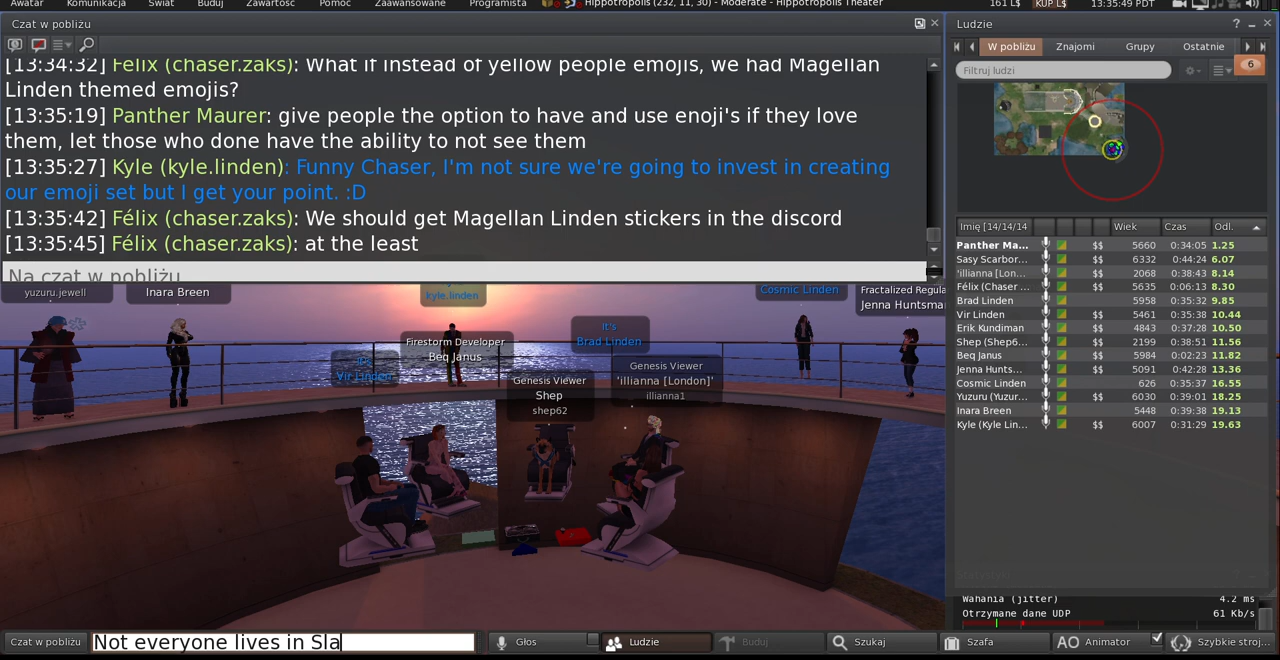 Awatar Komunikacja Świat Buduj Zawartość Pomoc Zaawansowane Programista Hippotropolis (232, 11, 30) - Moderate - Hippotropolis Theater 161 L$ KUP L$ 13:35:49 PDT
Czat w pobliżu
[13:34:32] Félix (chaser.zaks): What if instead of yellow people emojis, we had Magellan
Linden themed emojis?
[13:35:19] Panther Maurer: give people the option to have and use enoji's if they love
them, let those who done have the ability to not see them
[13:35:27] Kyle (kyle.linden): Funny Chaser, I'm not sure we're going to invest in creating
our emoji set but I get your point. :D
[13:35:42] Félix (chaser.zaks): We should get Magellan Linden stickers in the discord
[13:35:45] Félix (chaser.zaks): at the least
Na czat w pobliżu
yuzuru.jewell
Inara Breen
kyle.linden
Cosmic Linden
Fractalized Regula
Jenna Huntsma
It's
Brad Linden
Firestorm Developer
Beq Janus
It's
Vir Linden
Genesis Viewer
Shep
shep62
Genesis Viewer
'illianna [London]'
illianna1
Ludzie ?
W pobliżu Znajomi Grupy Ostatnie
Filtruj ludzi 6
Imię [14/14/14 Wiek Czas Odl.
Panther Ma... $$ 5660 0:34:05 1.25
Sasy Scarbor... $$ 6332 0:44:24 6.07
'illianna [Lon... $$ 2068 0:38:43 8.14
Félix (Chaser ... $$ 5635 0:06:13 8.30
Brad Linden 5958 0:35:32 9.85
Vir Linden $$ 5461 0:35:38 10.44
Erik Kundiman $$ 4843 0:37:28 10.50
Shep (Shep6... $$ 2199 0:38:51 11.56
Beq Janus $$ 5984 0:02:23 11.82
Jenna Hunts... $$ 5091 0:42:28 13.36
Cosmic Linden 626 0:35:37 16.55
Yuzuru (Yuzur... $$ 6030 0:39:01 18.25
Inara Breen 5448 0:39:38 19.13
Kyle (Kyle Lin... $$ 6007 0:31:29 19.63
Wahania (jitter) 4.2 ms
Otrzymane dane UDP 61 Kb/s
Czat w pobliżu Not everyone lives in Sla Głos Ludzie Buduj Szukaj Szafa AO Animator Szybkie stroj...